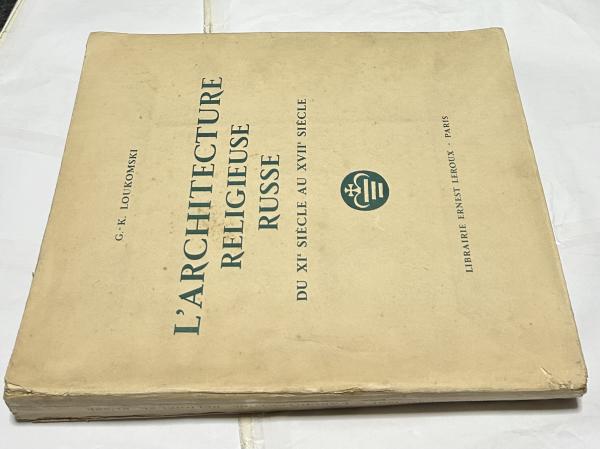 G.-K. LOUKOMSKI
L'ARCHITECTURE
RELIGIEUSE
RUSSE
DU XIe SIÈCLE AU XVIIe SIÈCLE
LIBRAIRIE ERNEST LEROUX - PARIS